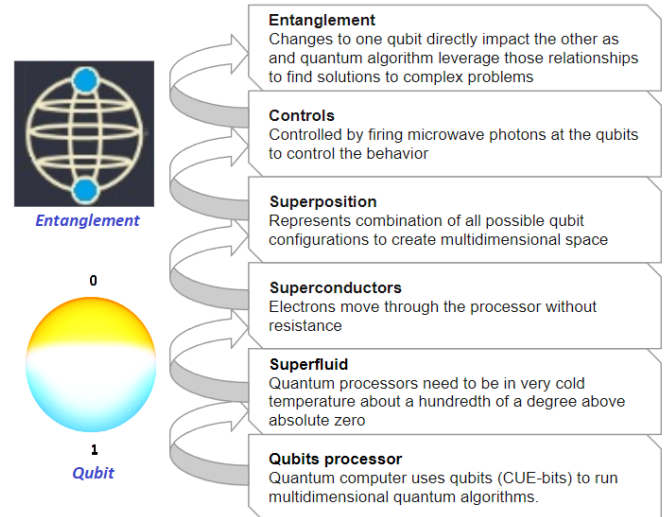 Entanglement
Changes to one qubit directly impact the other as
and quantum algorithm leverage those relationships
to find solutions to complex problems
Controls
Controlled by firing microwave photons at the qubits
to control the behavior
Entanglement
Superposition
Represents combination of all possible qubit
configurations to create multidimensional space
0
Superconductors
Electrons move through the processor without
resistance
Superfluid
Quantum processors need to be in very cold
temperature about a hundredth of a degree above
absolute zero
1
Qubit
Qubits processor
Quantum computer uses qubits (CUE-bits) to run
multidimensional quantum algorithms.